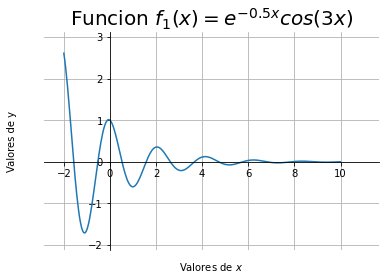 Funcion $f_1(x) = e^{-0.5x}cos(3x)$
3
2
1
0
−1
−2
−2 0 2 4 6 8 10
Valores de y
Valores de $x$